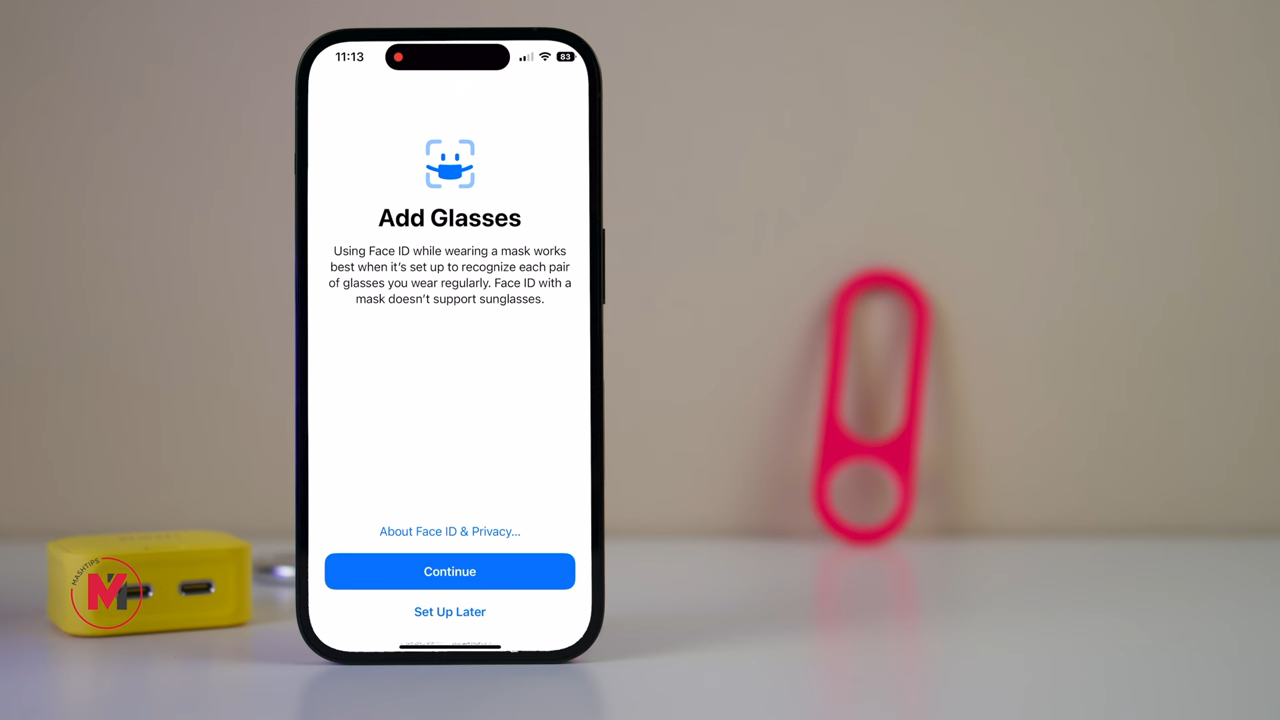 11:13
83
Add Glasses
Using Face ID while wearing a mask works
best when it's set up to recognize each pair
of glasses you wear regularly. Face ID with a
mask doesn't support sunglasses.
About Face ID & Privacy...
Continue
Set Up Later
MASHTIPS
MT